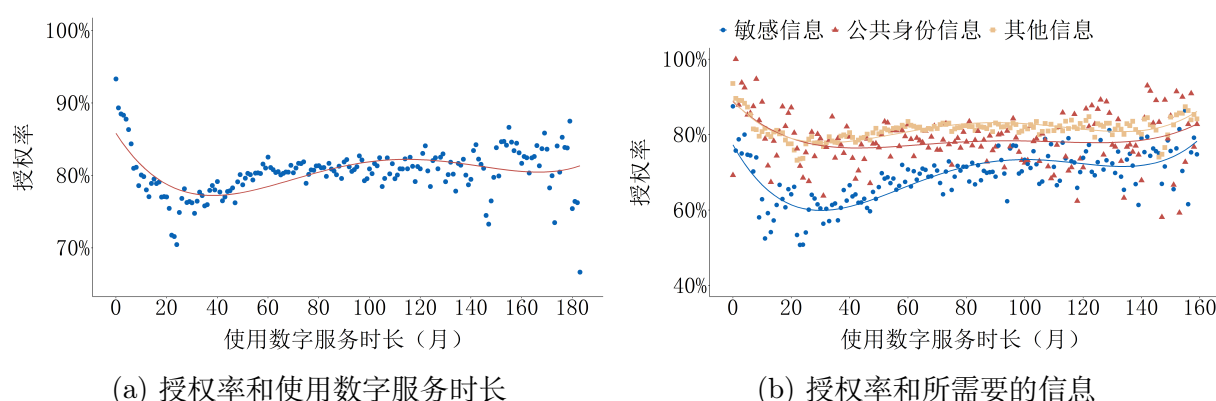 100%
90%
80%
70%
授权率
0 20 40 60 80 100 120 140 160 180
使用数字服务时长（月）
(a) 授权率和使用数字服务时长
敏感信息 公共身份信息 其他信息
100%
80%
60%
40%
授权率
0 20 40 60 80 100 120 140 160
使用数字服务时长（月）
(b) 授权率和所需要的信息